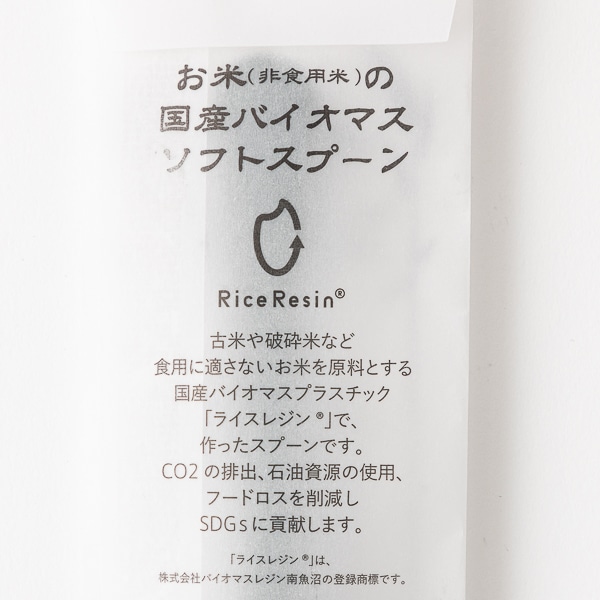 お米(非食用米)の
国産バイオマス
ソフトスプーン
RiceResin®
古米や破砕米など
食用に適さないお米を原料とする
国産バイオマスプラスチック
「ライスレジン®」で、
作ったスプーンです。
CO2の排出、石油資源の使用、
フードロスを削減し
SDGsに貢献します。
「ライスレジン®」は、
株式会社バイオマスレジン南魚沼の登録商標です。